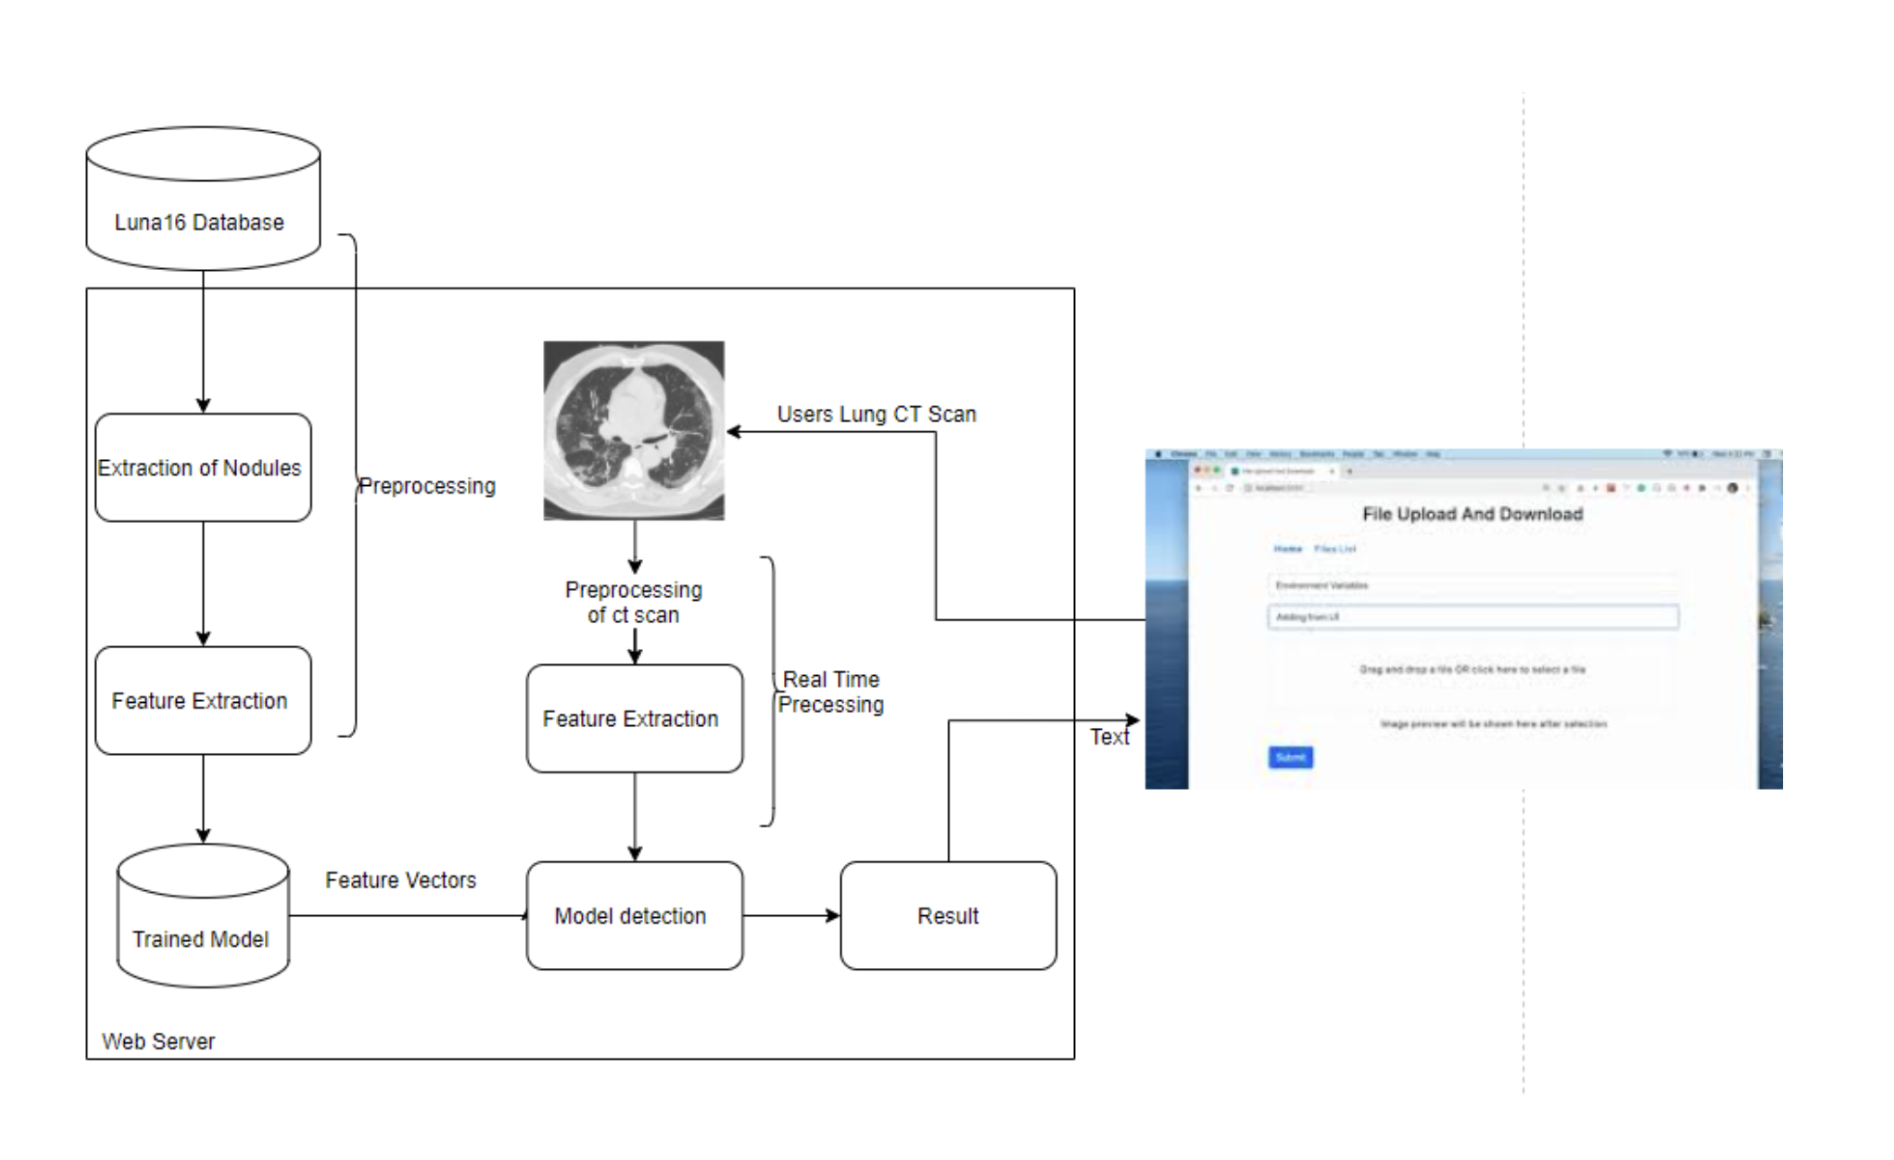 Luna16 Database
Extraction of Nodules
Preprocessing
Feature Extraction
Trained Model
Feature Vectors
Web Server
Users Lung CT Scan
Preprocessing
of ct scan
Feature Extraction
Real Time
Precessing
Model detection
Result
Text
File Upload And Download
Home Files List
Environment Variables
Adding from UI
Drag and drop a file OR click here to select a file
Image preview will be shown here after selection
Submit